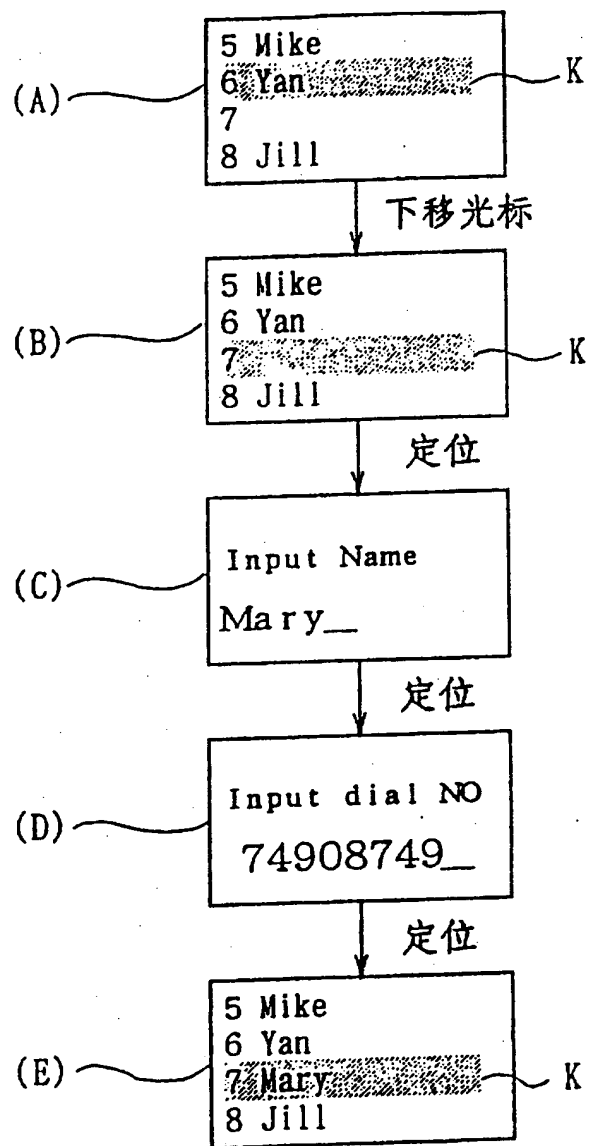 5 Mike
(A) 6 Yan K
7
8 Jill
下移光标
5 Mike
6 Yan
(B) 7 K
8 Jill
定位
Input Name
(C)
Mary_
定位
Input dial NO
(D)
74908749_
定位
5 Mike
6 Yan
(E) 7 Mary K
8 Jill